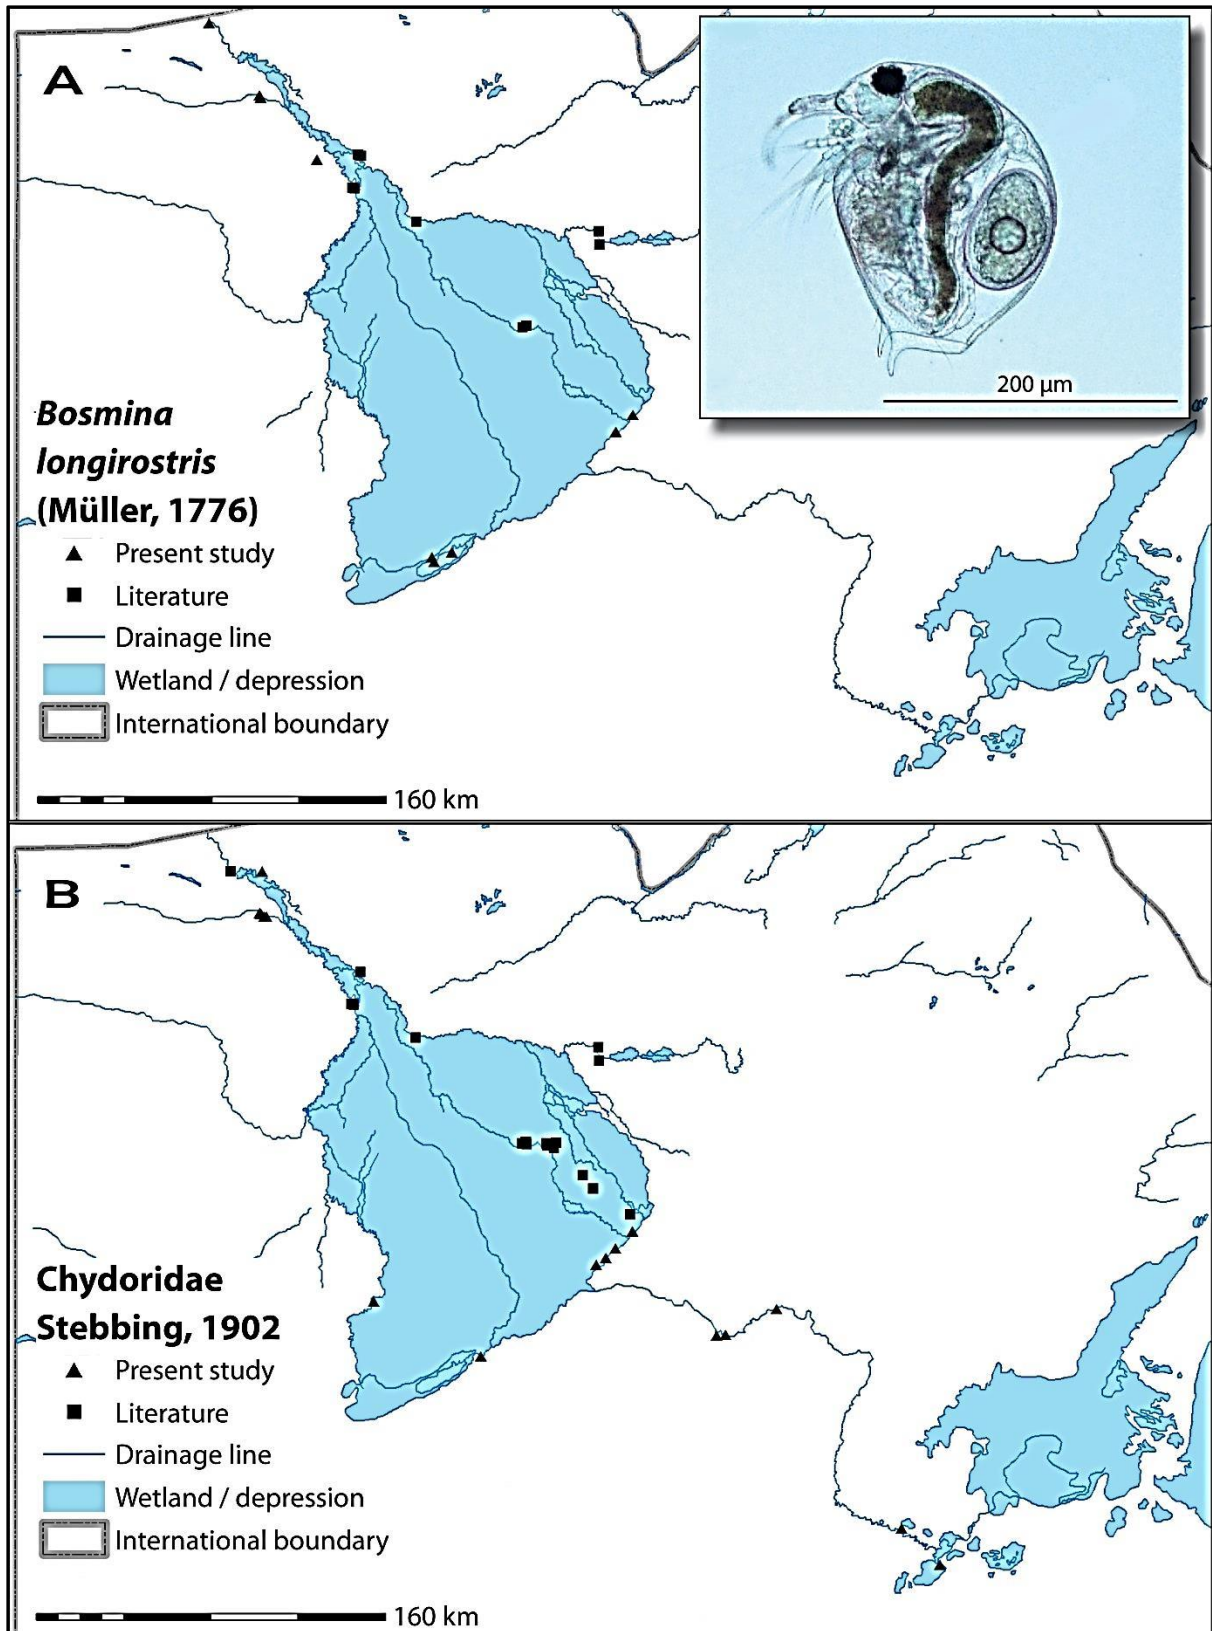 A
200 µm
Bosmina
longirostris
(Müller, 1776)
Present study
Literature
Drainage line
Wetland / depression
International boundary
160 km
B
Chydoridae
Stebbing, 1902
Present study
Literature
Drainage line
Wetland / depression
International boundary
160 km